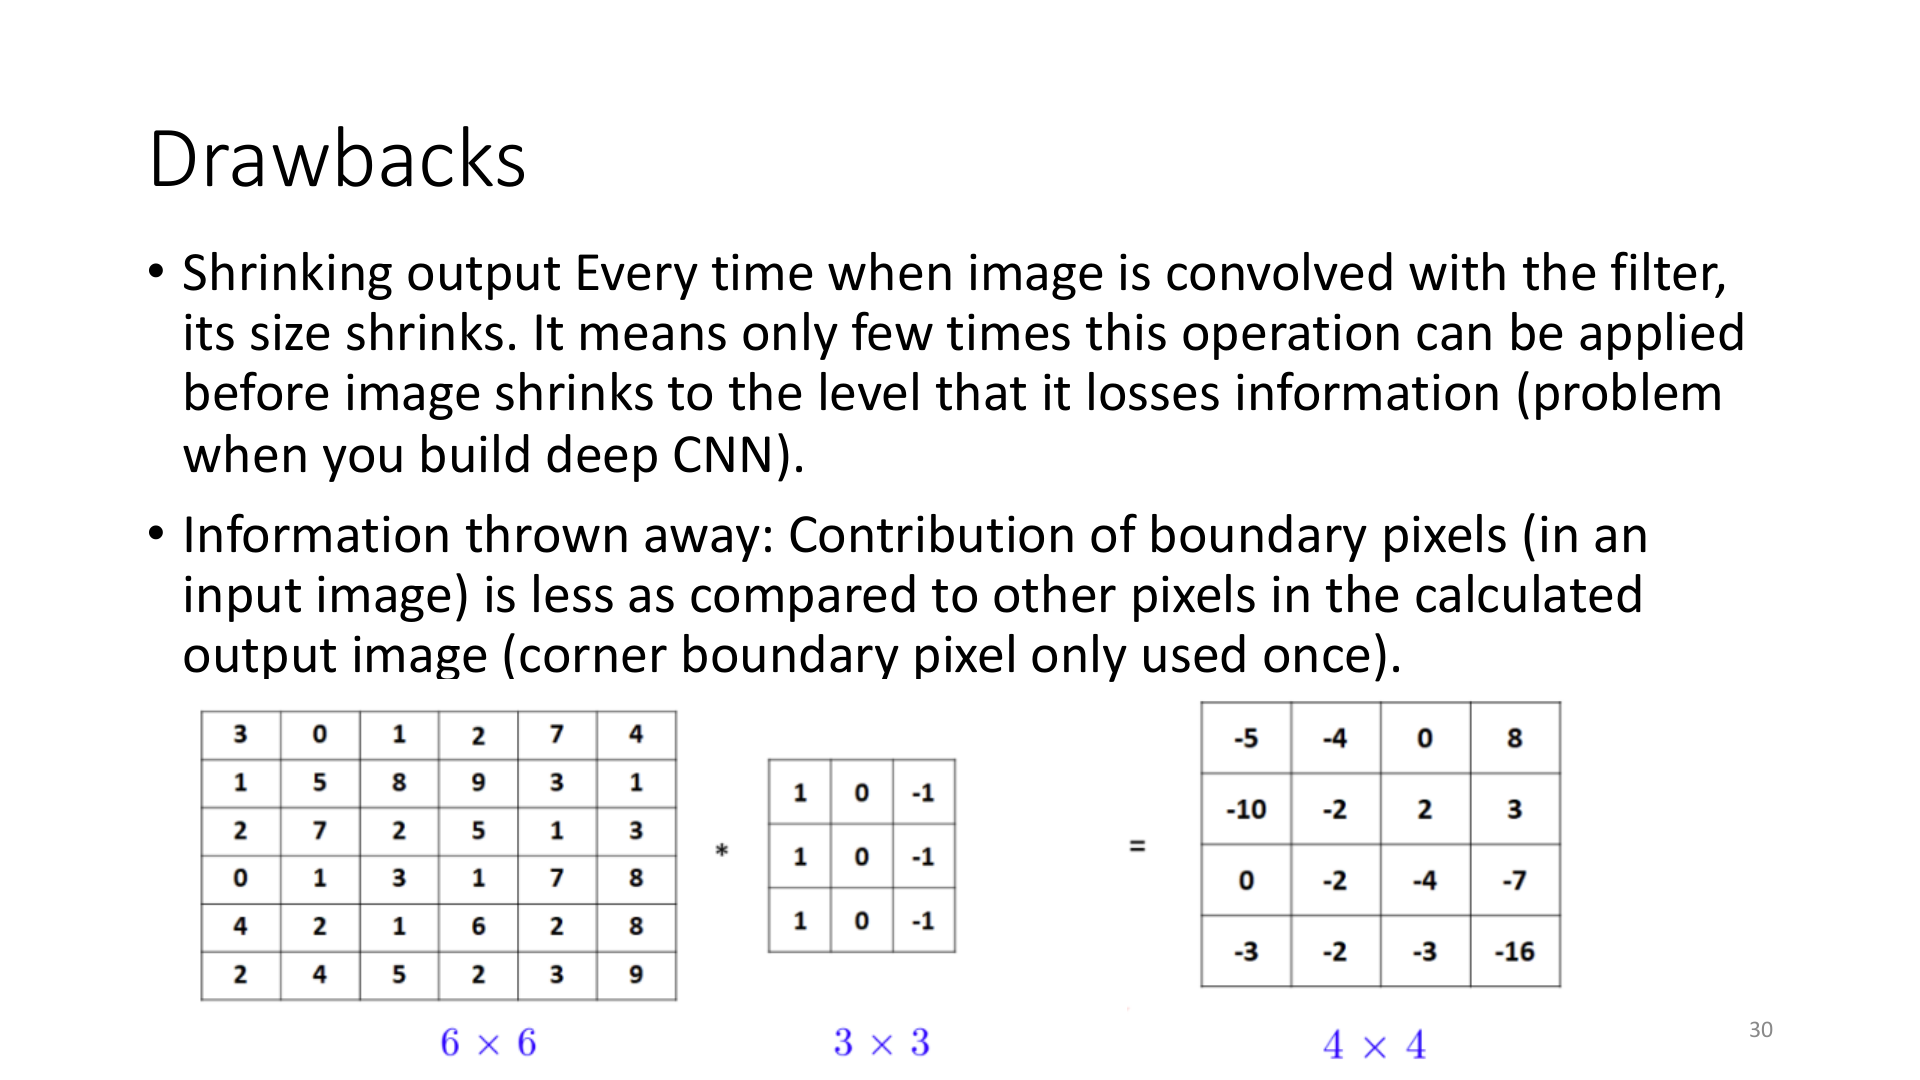 Drawbacks
• Shrinking output Every time when image is convolved with the filter,
its size shrinks. It means only few times this operation can be applied
before image shrinks to the level that it losses information (problem
when you build deep CNN).
• Information thrown away: Contribution of boundary pixels (in an
input image) is less as compared to other pixels in the calculated
output image (corner boundary pixel only used once).
3 0 1 2 7 4
1 5 8 9 3 1
2 7 2 5 1 3
0 1 3 1 7 8
4 2 1 6 2 8
2 4 5 2 3 9
6 × 6
*
1 0 -1
1 0 -1
1 0 -1
3 × 3
=
-5 -4 0 8
-10 -2 2 3
0 -2 -4 -7
-3 -2 -3 -16
4 × 4
30